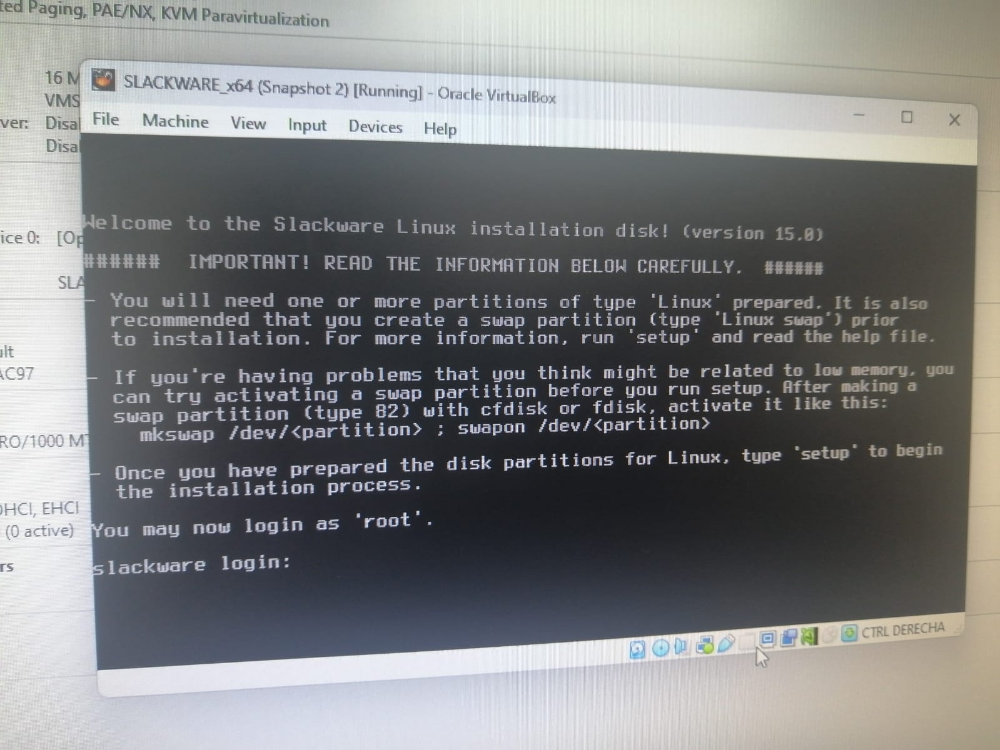 ted Paging, PAE/NX, KVM Paravirtualization
16 M
VMS
ver: Disa
Disa
SLACKWARE_x64 (Snapshot 2) [Running] - Oracle VirtualBox
File Machine View Input Devices Help
Welcome to the Slackware Linux installation disk! (version 15.0)
###### IMPORTANT! READ THE INFORMATION BELOW CAREFULLY. ######
- You will need one or more partitions of type 'Linux' prepared. It is also
recommended that you create a swap partition (type 'Linux swap') prior
to installation. For more information, run 'setup' and read the help file.
- If you're having problems that you think might be related to low memory, you
can try activating a swap partition before you run setup. After making a
swap partition (type 82) with cfdisk or fdisk, activate it like this:
mkswap /dev/<partition> ; swapon /dev/<partition>
- Once you have prepared the disk partitions for Linux, type 'setup' to begin
the installation process.
You may now login as 'root'.
slackware login:
CTRL DERECHA
ice 0: [Op
SLA
ult
AC97
RO/1000 MT
OHCI, EHCI
(0 active)
rs